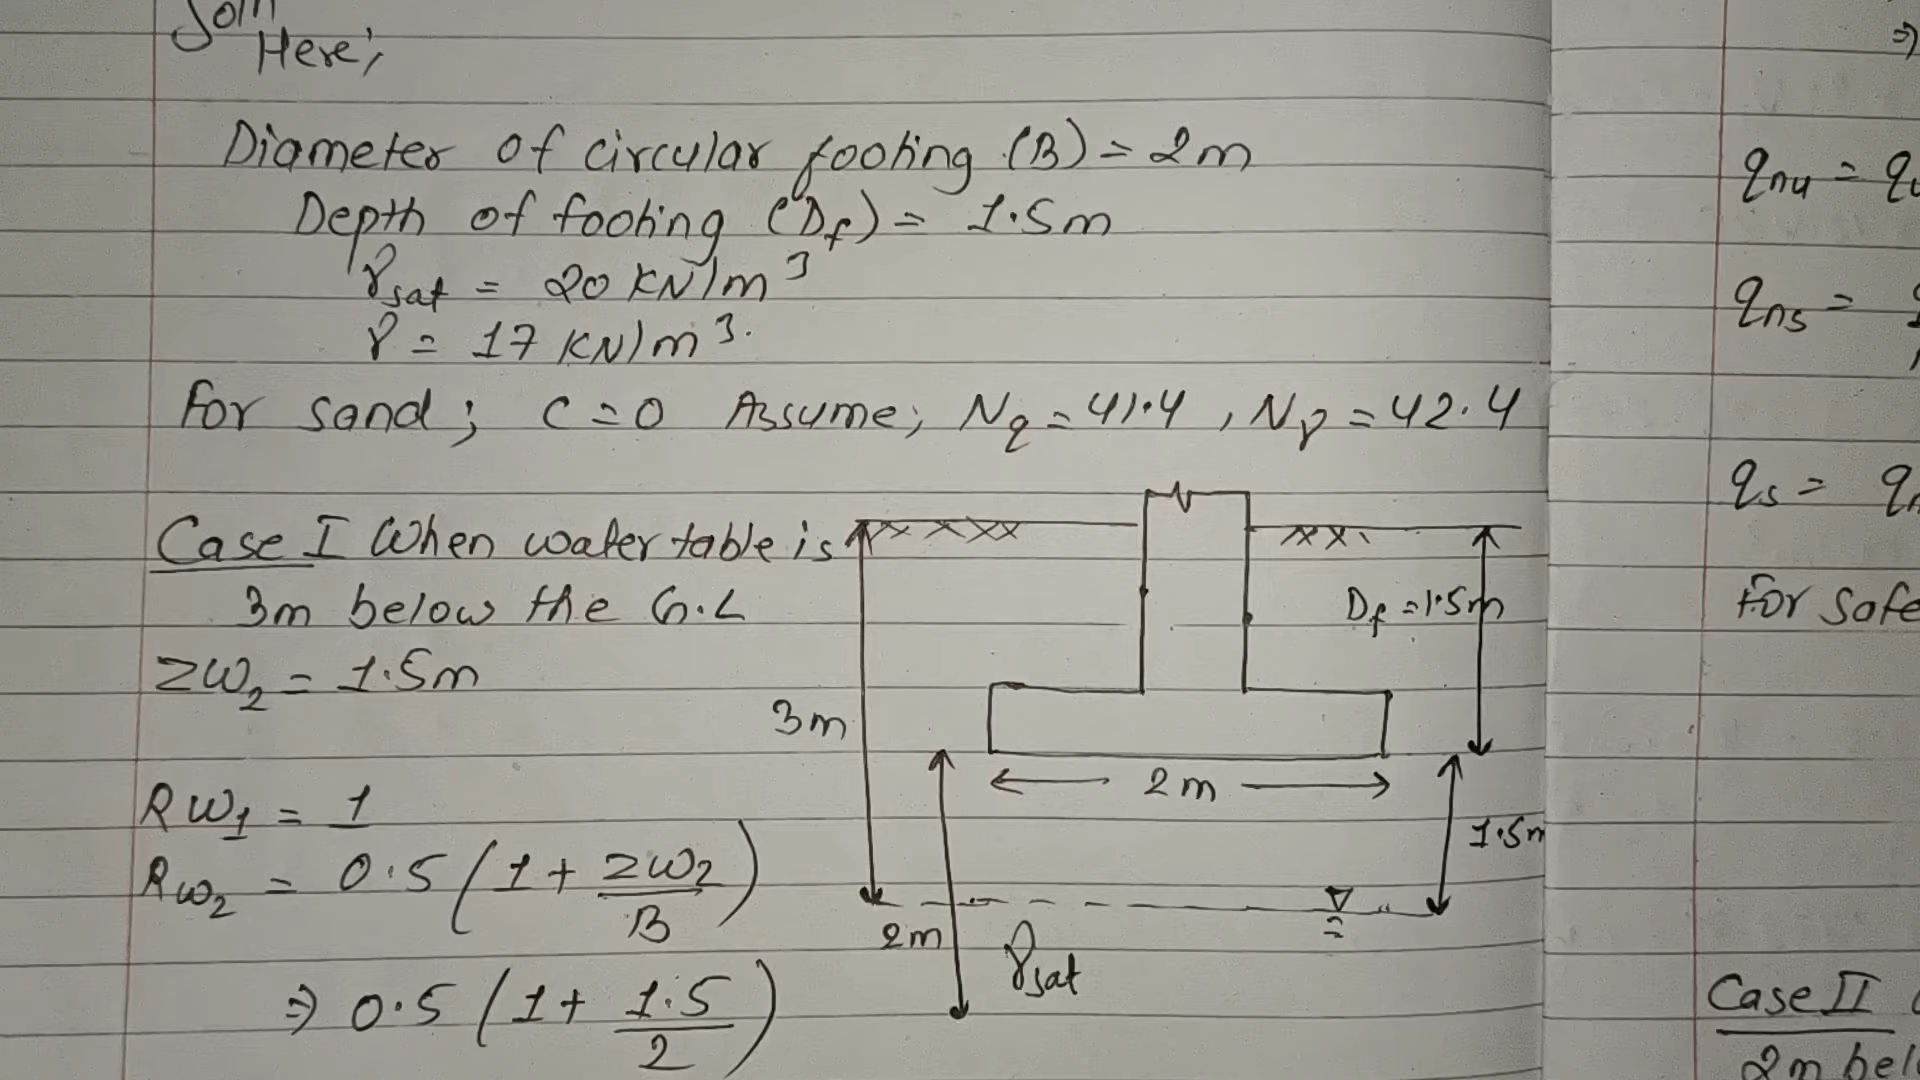 Soln
Here;
Diameter of circular footing (B) = 2m
Depth of footing (Df) = 1.5m
γsat = 20 KN/m³
γ = 17 KN/m³.
For sand; C=0 Assume; Nq = 41.4, Nγ = 42.4
Case I When water table is
3m below the G.L
ZW₂ = 1.5m
RW₁ = 1
Rw₂ = 0.5 (1 + ZW₂/B)
⇒ 0.5 (1 + 1.5/2)
Df = 1.5m
3m
2m
1.5m
2m
γsat
⇒
qnu = q
qns =
qs = q
For safe
Case II
2m bel